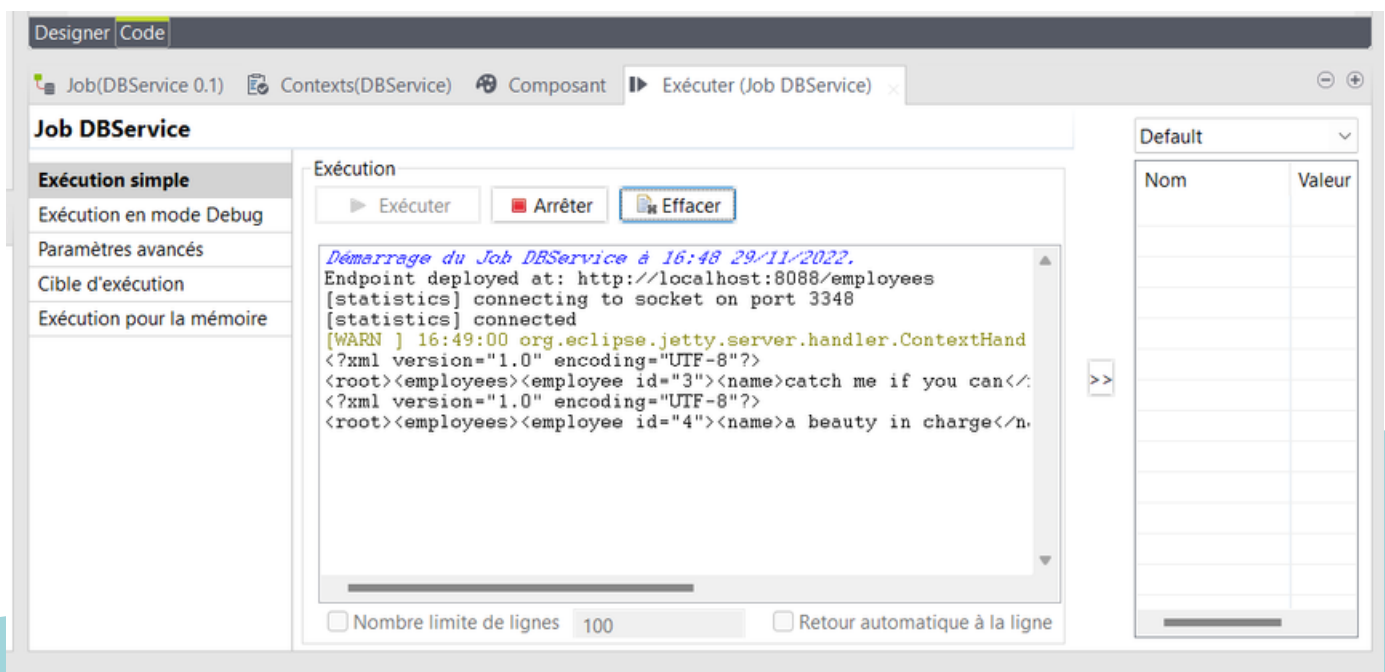 Designer Code
Job(DBService 0.1) Contexts(DBService) Composant Exécuter (Job DBService)
Job DBService
Default
Exécution simple
Exécution en mode Debug
Paramètres avancés
Cible d'exécution
Exécution pour la mémoire
Exécution
Exécuter Arrêter Effacer
Démarrage du Job DBService à 16:48 29/11/2022.
Endpoint deployed at: http://localhost:8088/employees
[statistics] connecting to socket on port 3348
[statistics] connected
[WARN ] 16:49:00 org.eclipse.jetty.server.handler.ContextHand
<?xml version="1.0" encoding="UTF-8"?>
<root><employees><employee id="3"><name>catch me if you can</
<?xml version="1.0" encoding="UTF-8"?>
<root><employees><employee id="4"><name>a beauty in charge</n
Nombre limite de lignes 100 Retour automatique à la ligne
>>
Nom Valeur